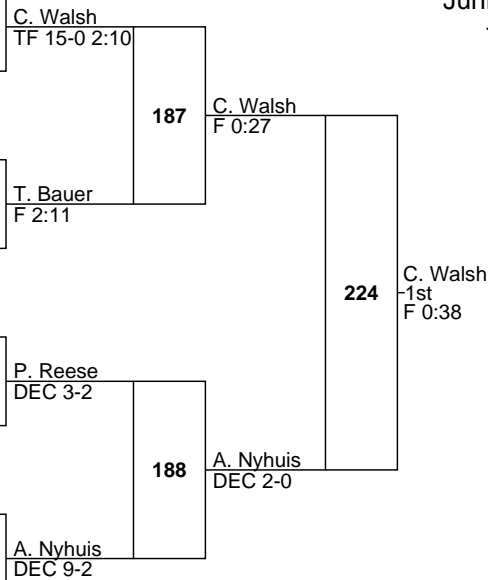 C. Walsh
TF 15-0 2:10
187
C. Walsh
F 0:27
T. Bauer
F 2:11
224
C. Walsh
1st
F 0:38
P. Reese
DEC 3-2
188
A. Nyhuis
DEC 2-0
A. Nyhuis
DEC 9-2